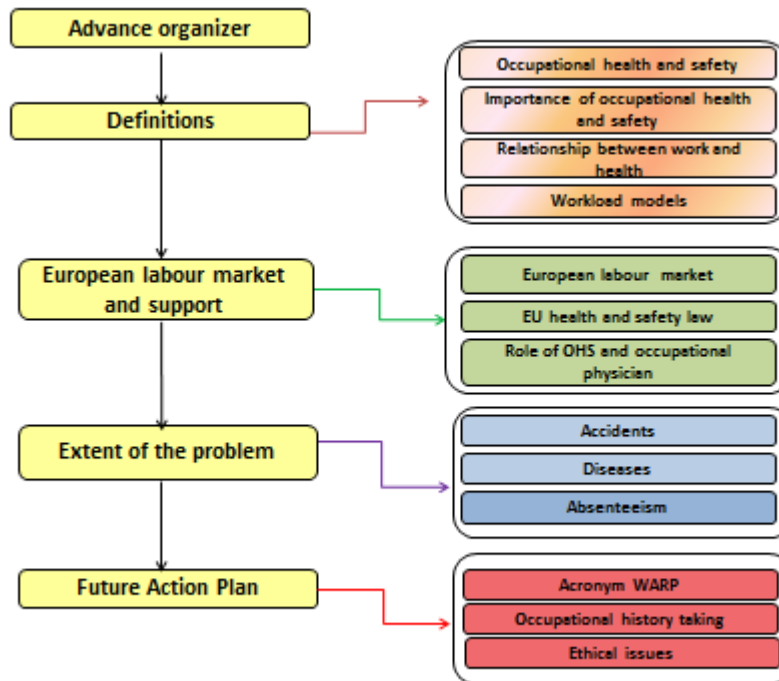 Advance organizer
Definitions
Occupational health and safety
Importance of occupational health
and safety
Relationship between work and
health
Workload models
European labour market
and support
European labour market
EU health and safety law
Role of OHS and occupational
physician
Extent of the problem
Accidents
Diseases
Absenteeism
Future Action Plan
Acronym WARP
Occupational history taking
Ethical issues